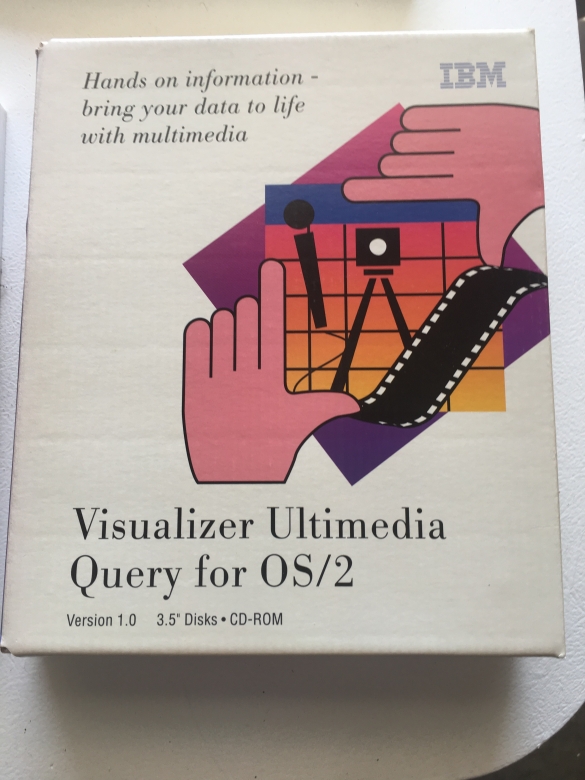 Hands on information -
bring your data to life
with multimedia
IBM
Visualizer Ultimedia
Query for OS/2
Version 1.0 3.5" Disks • CD-ROM